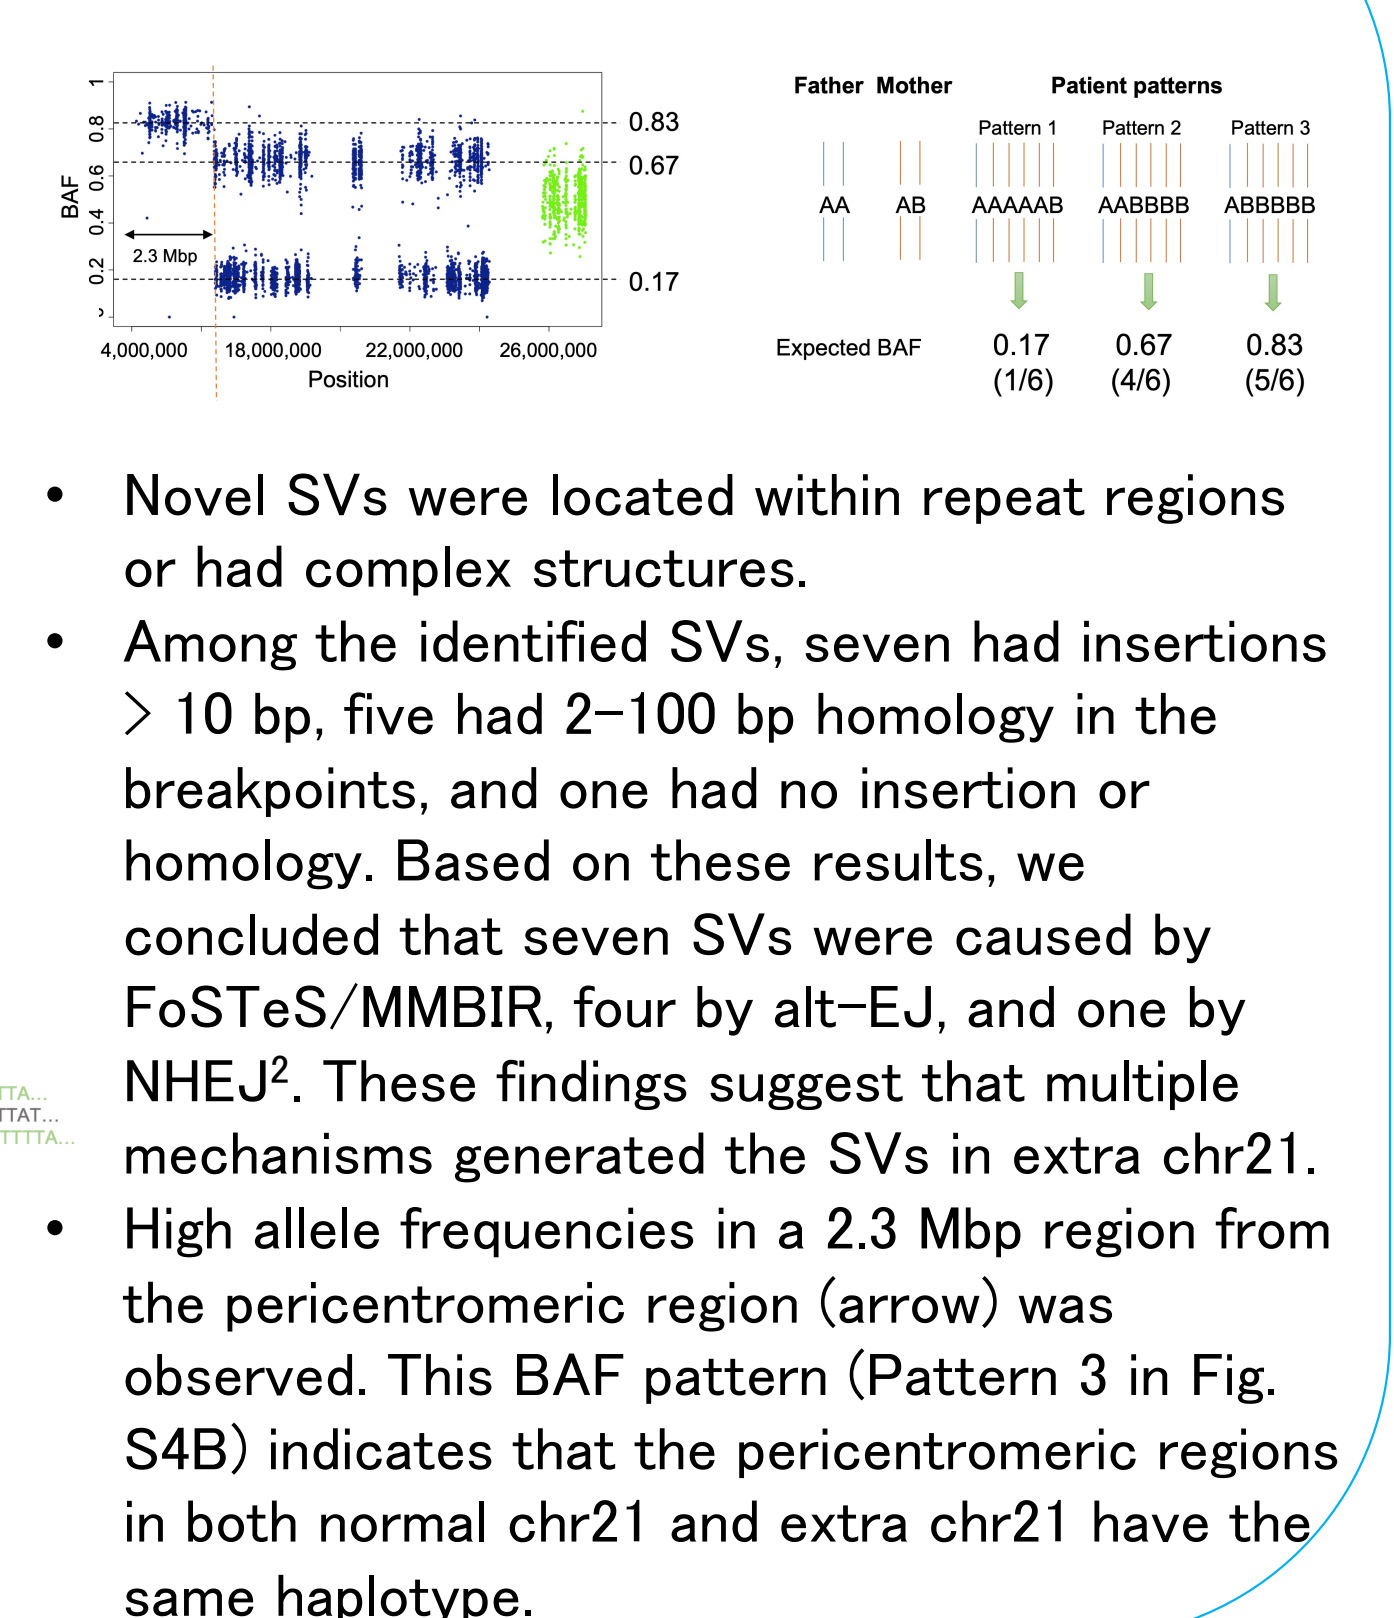 1
0.8
0.6
0.4
0.2
BAF
2.3 Mbp
0.83
0.67
0.17
4,000,000 18,000,000 22,000,000 26,000,000
Position
Father Mother Patient patterns
Pattern 1 Pattern 2 Pattern 3
AA AB AAAAAB AABBBB ABBBBB
Expected BAF 0.17 0.67 0.83
(1/6) (4/6) (5/6)
• Novel SVs were located within repeat regions
or had complex structures.
• Among the identified SVs, seven had insertions
> 10 bp, five had 2-100 bp homology in the
breakpoints, and one had no insertion or
homology. Based on these results, we
concluded that seven SVs were caused by
FoSTeS/MMBIR, four by alt-EJ, and one by
NHEJ². These findings suggest that multiple
mechanisms generated the SVs in extra chr21.
• High allele frequencies in a 2.3 Mbp region from
the pericentromeric region (arrow) was
observed. This BAF pattern (Pattern 3 in Fig.
S4B) indicates that the pericentromeric regions
in both normal chr21 and extra chr21 have the
same haplotype.
TTA...
TTAT...
TTTTA...